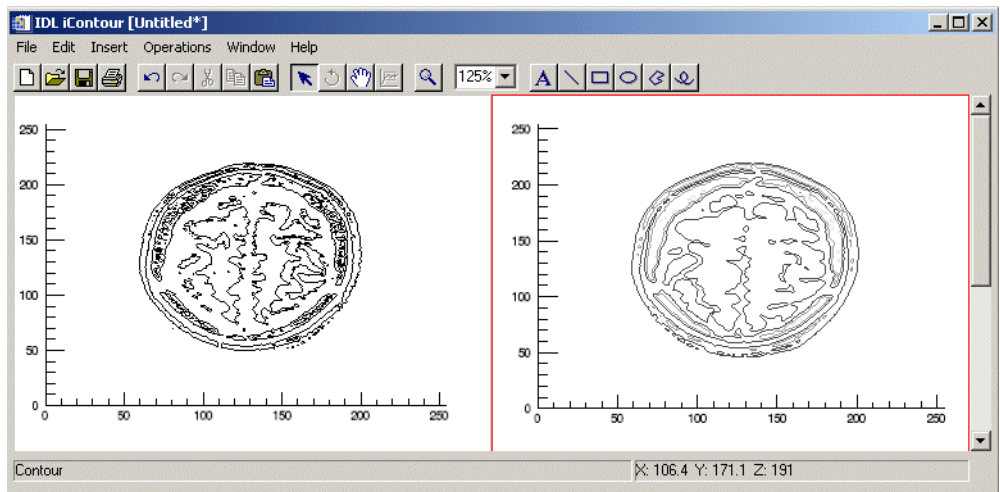 IDL iContour [Untitled*]
File Edit Insert Operations Window Help
125% A
250
200
150
100
50
0
0 50 100 150 200 250
250
200
150
100
50
0
0 50 100 150 200 250
Contour
X: 106.4 Y: 171.1 Z: 191